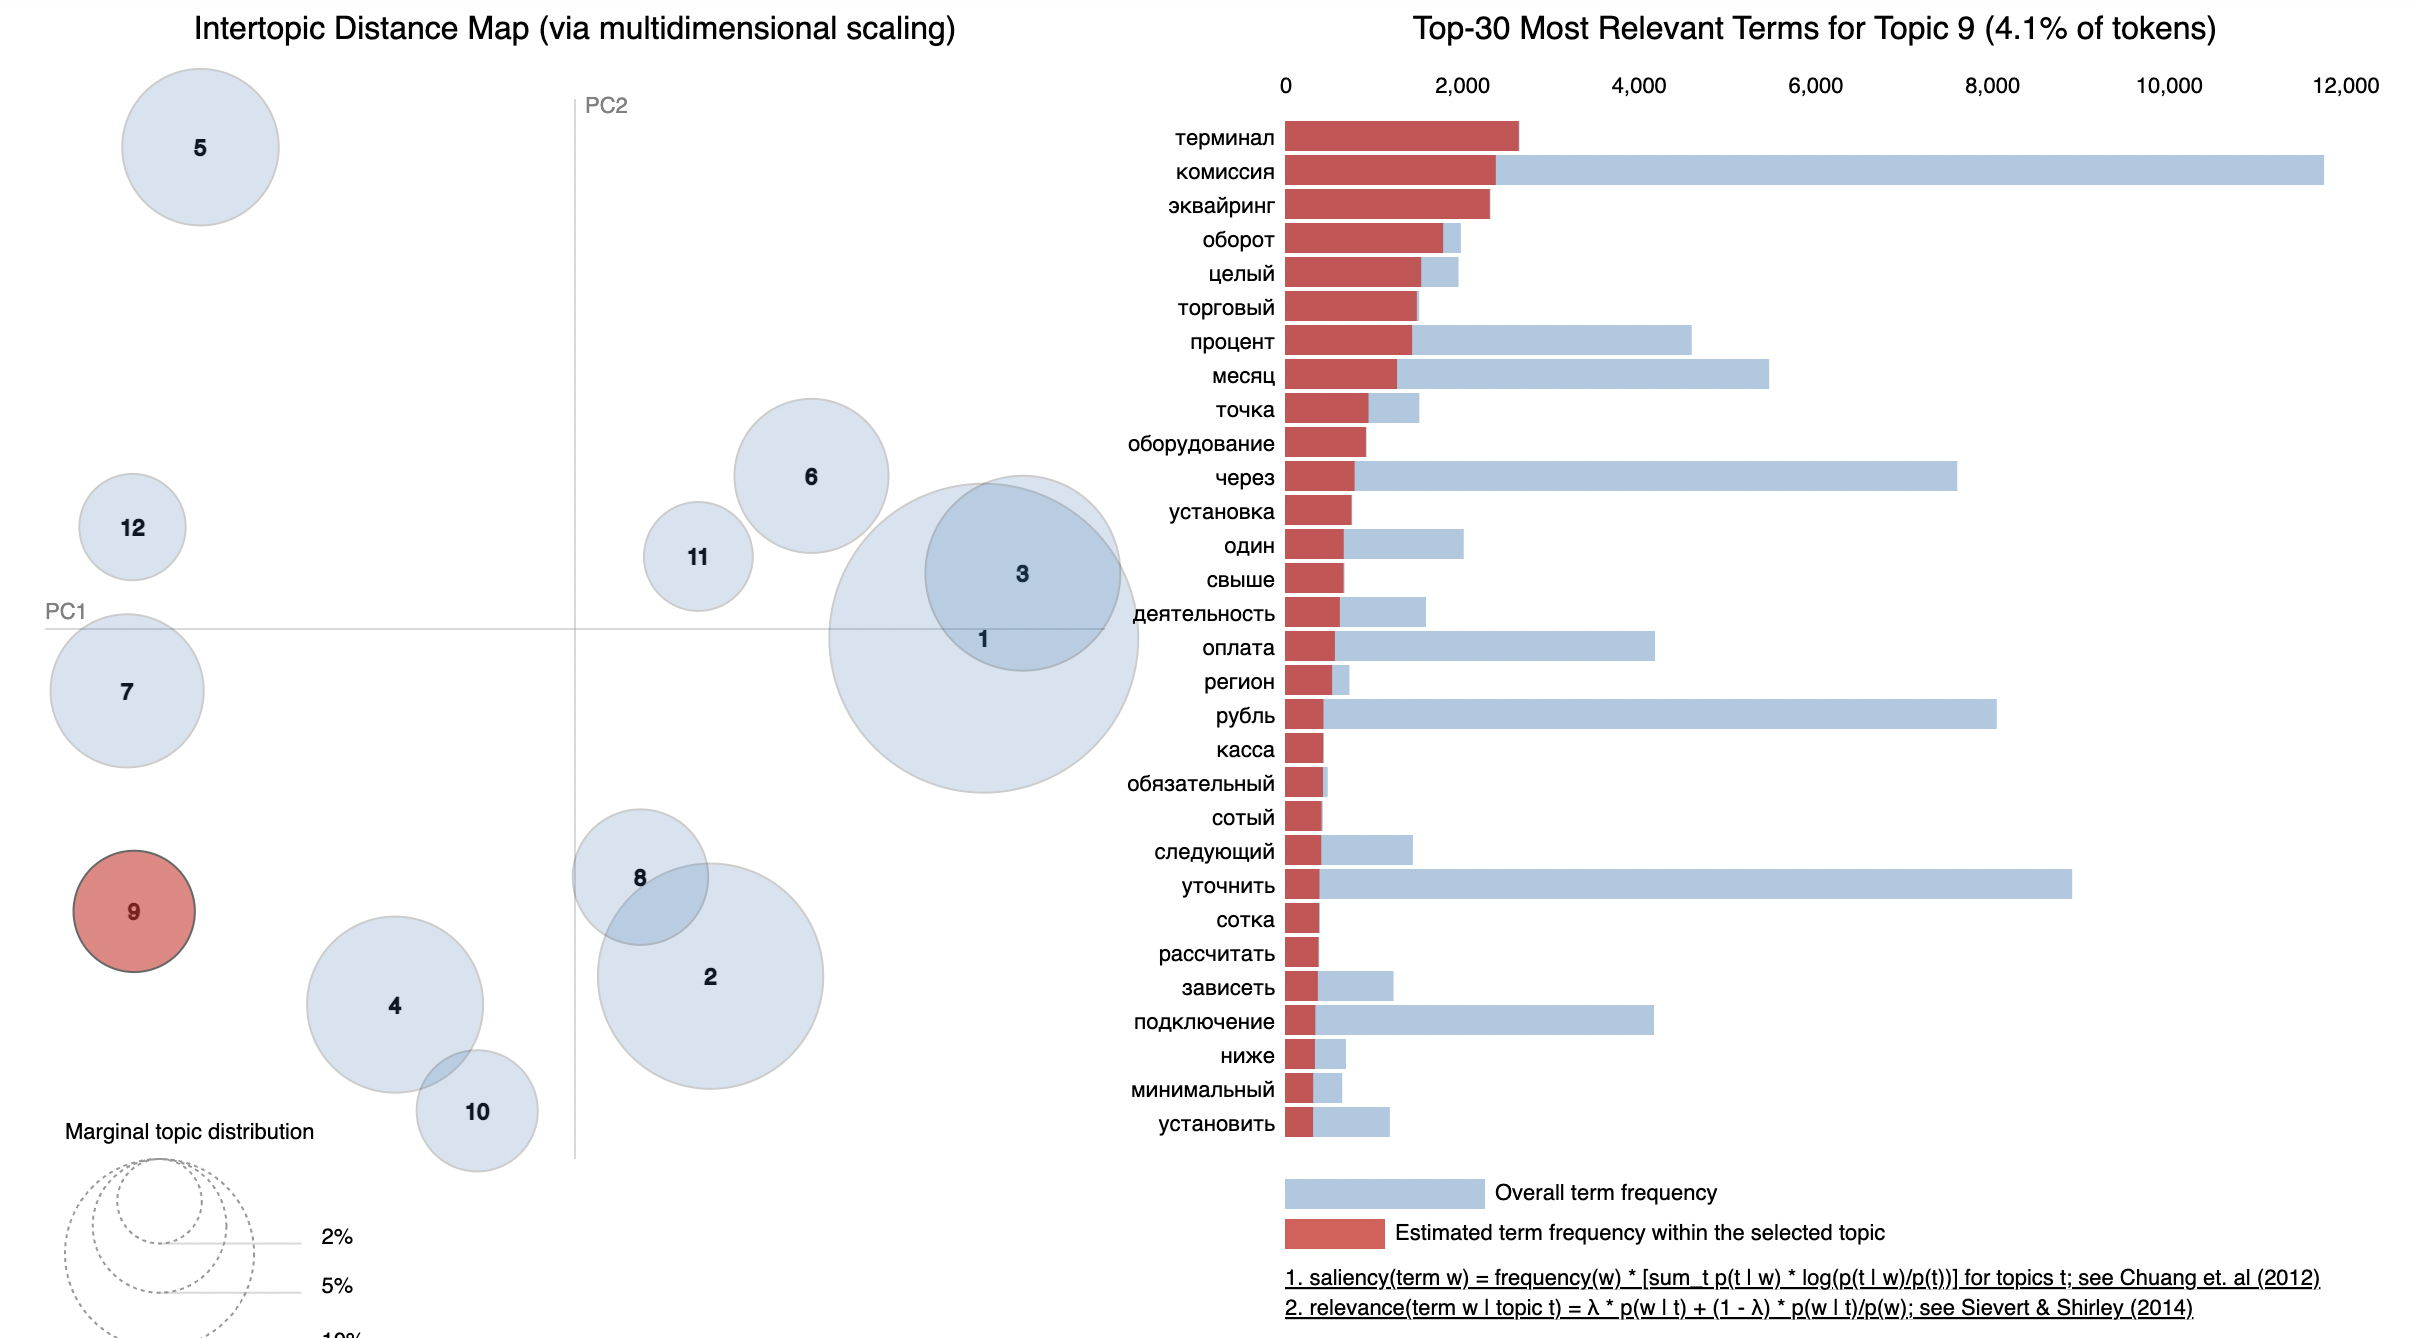 Intertopic Distance Map (via multidimensional scaling)
PC2
5
6
12
11
3
PC1
1
7
8
9
2
4
10
Marginal topic distribution
2%
5%
10%
Top-30 Most Relevant Terms for Topic 9 (4.1% of tokens)
0 2,000 4,000 6,000 8,000 10,000 12,000
терминал
комиссия
эквайринг
оборот
целый
торговый
процент
месяц
точка
оборудование
через
установка
один
свыше
деятельность
оплата
регион
рубль
касса
обязательный
сотый
следующий
уточнить
сотка
рассчитать
зависеть
подключение
ниже
минимальный
установить
Overall term frequency
Estimated term frequency within the selected topic
1. saliency(term w) = frequency(w) * [sum_t p(t | w) * log(p(t | w)/p(t))] for topics t; see Chuang et. al (2012)
2. relevance(term w | topic t) = λ * p(w | t) + (1 - λ) * p(w | t)/p(w); see Sievert & Shirley (2014)